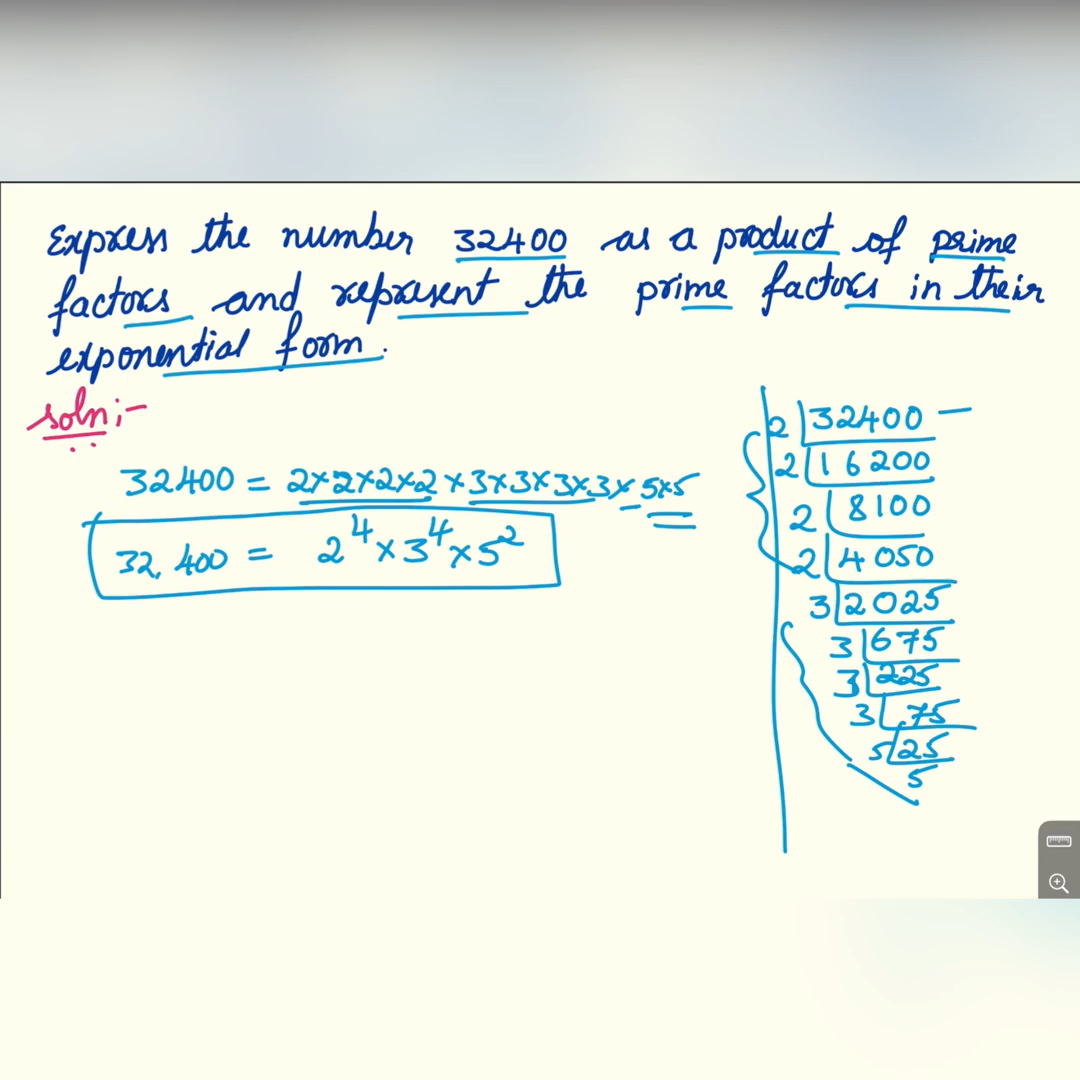 Express the number 32400 as a product of prime
factors and represent the prime factors in their
exponential form.
soln:-
32400 = 2×2×2×2×3×3×3×3×5×5
32,400 = 2⁴×3⁴×5²
2 | 32400 –
2 | 16200
2 | 8100
2 | 4050
3 | 2025
3 | 675
3 | 225
3 | 75
5 | 25
5